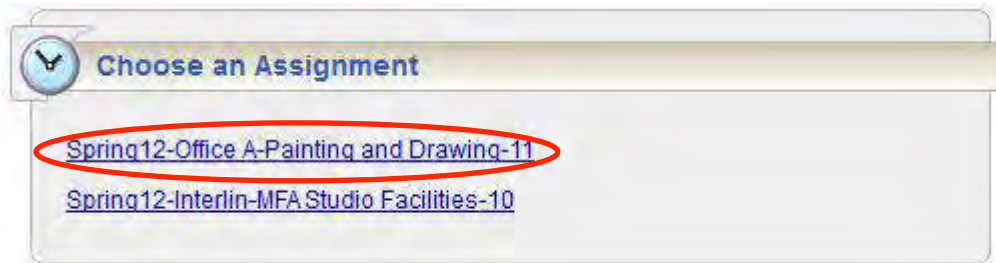 Choose an Assignment
Spring12-Office A-Painting and Drawing-11
Spring12-Interlin-MFA Studio Facilities-10